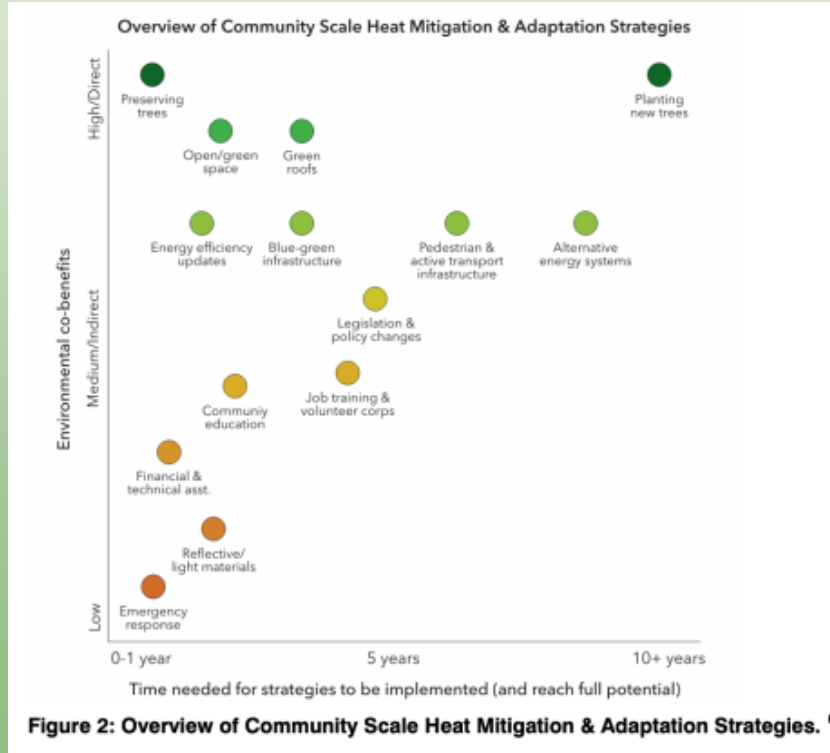 Overview of Community Scale Heat Mitigation & Adaptation Strategies
High/Direct
Medium/Indirect
Low
Environmental co-benefits
Preserving
trees
Planting
new trees
Open/green
space
Green
roofs
Energy efficiency
updates
Blue-green
infrastructure
Pedestrian &
active transport
infrastructure
Alternative
energy systems
Legislation &
policy changes
Communiy
education
Job training &
volunteer corps
Financial &
technical asst.
Reflective/
light materials
Emergency
response
0-1 year
5 years
10+ years
Time needed for strategies to be implemented (and reach full potential)
Figure 2: Overview of Community Scale Heat Mitigation & Adaptation Strategies.